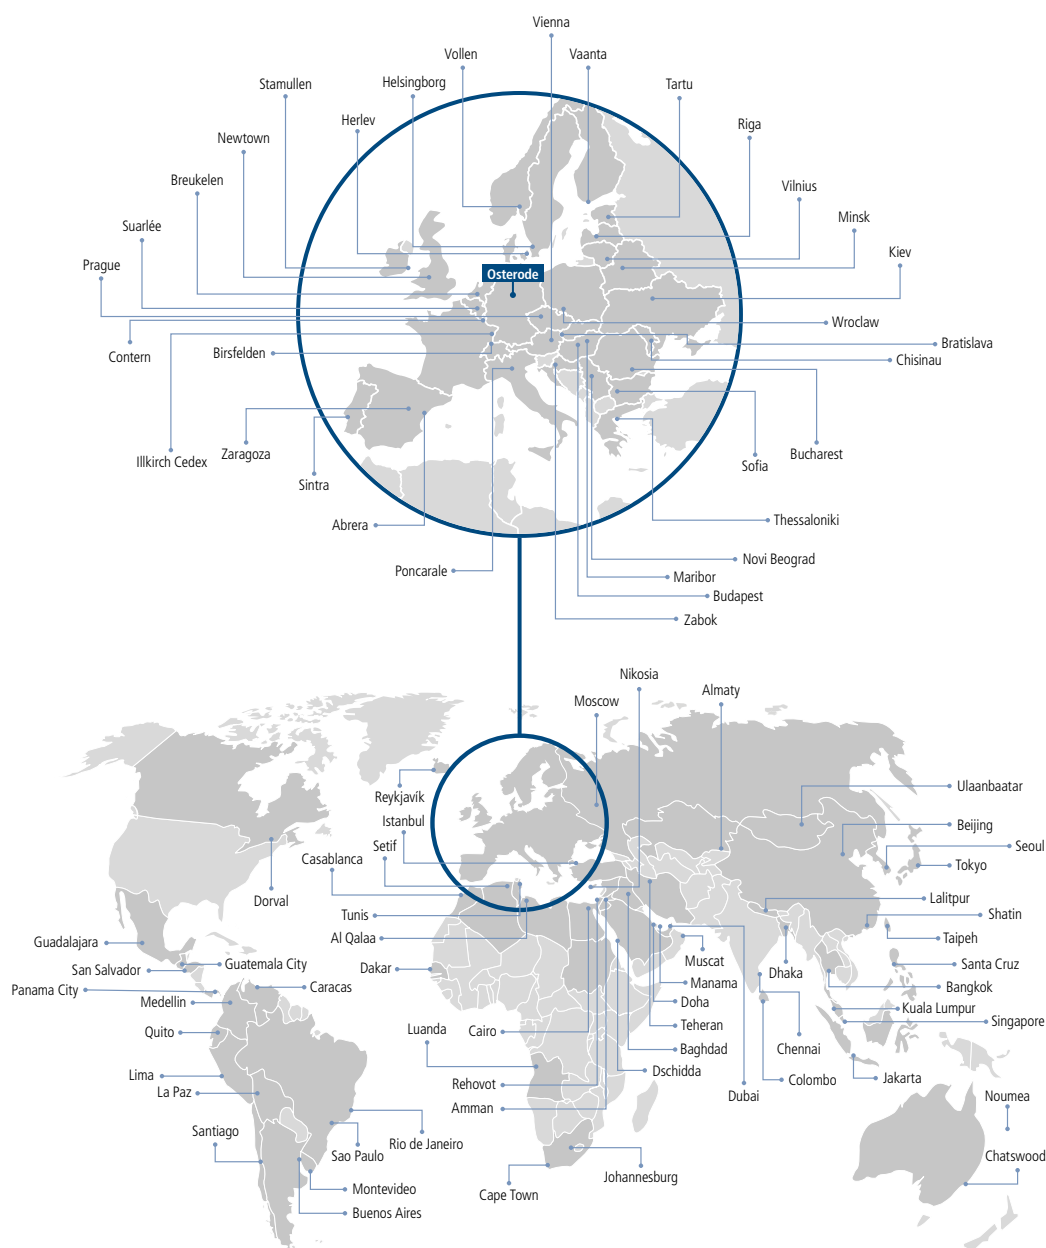 Vienna
Vollen
Vaanta
Stamullen
Helsingborg
Tartu
Herlev
Riga
Newtown
Breukelen
Vilnius
Suarlée
Minsk
Prague
Kiev
Osterode
Wroclaw
Contern
Birsfelden
Bratislava
Chisinau
Illkirch Cedex
Zaragoza
Sofia
Bucharest
Sintra
Abrera
Thessaloniki
Poncarale
Novi Beograd
Maribor
Budapest
Zabok
Nikosia
Moscow
Almaty
Reykjavík
Ulaanbaatar
Istanbul
Beijing
Setif
Seoul
Casablanca
Tokyo
Dorval
Lalitpur
Tunis
Shatin
Al Qalaa
Taipeh
Guadalajara
Guatemala City
Muscat
Santa Cruz
San Salvador
Dakar
Dhaka
Panama City
Caracas
Manama
Bangkok
Medellin
Doha
Kuala Lumpur
Quito
Luanda
Cairo
Teheran
Singapore
Baghdad
Chennai
Lima
Rehovot
Dschidda
Colombo
Jakarta
La Paz
Amman
Dubai
Noumea
Santiago
Rio de Janeiro
Sao Paulo
Chatswood
Johannesburg
Montevideo
Cape Town
Buenos Aires